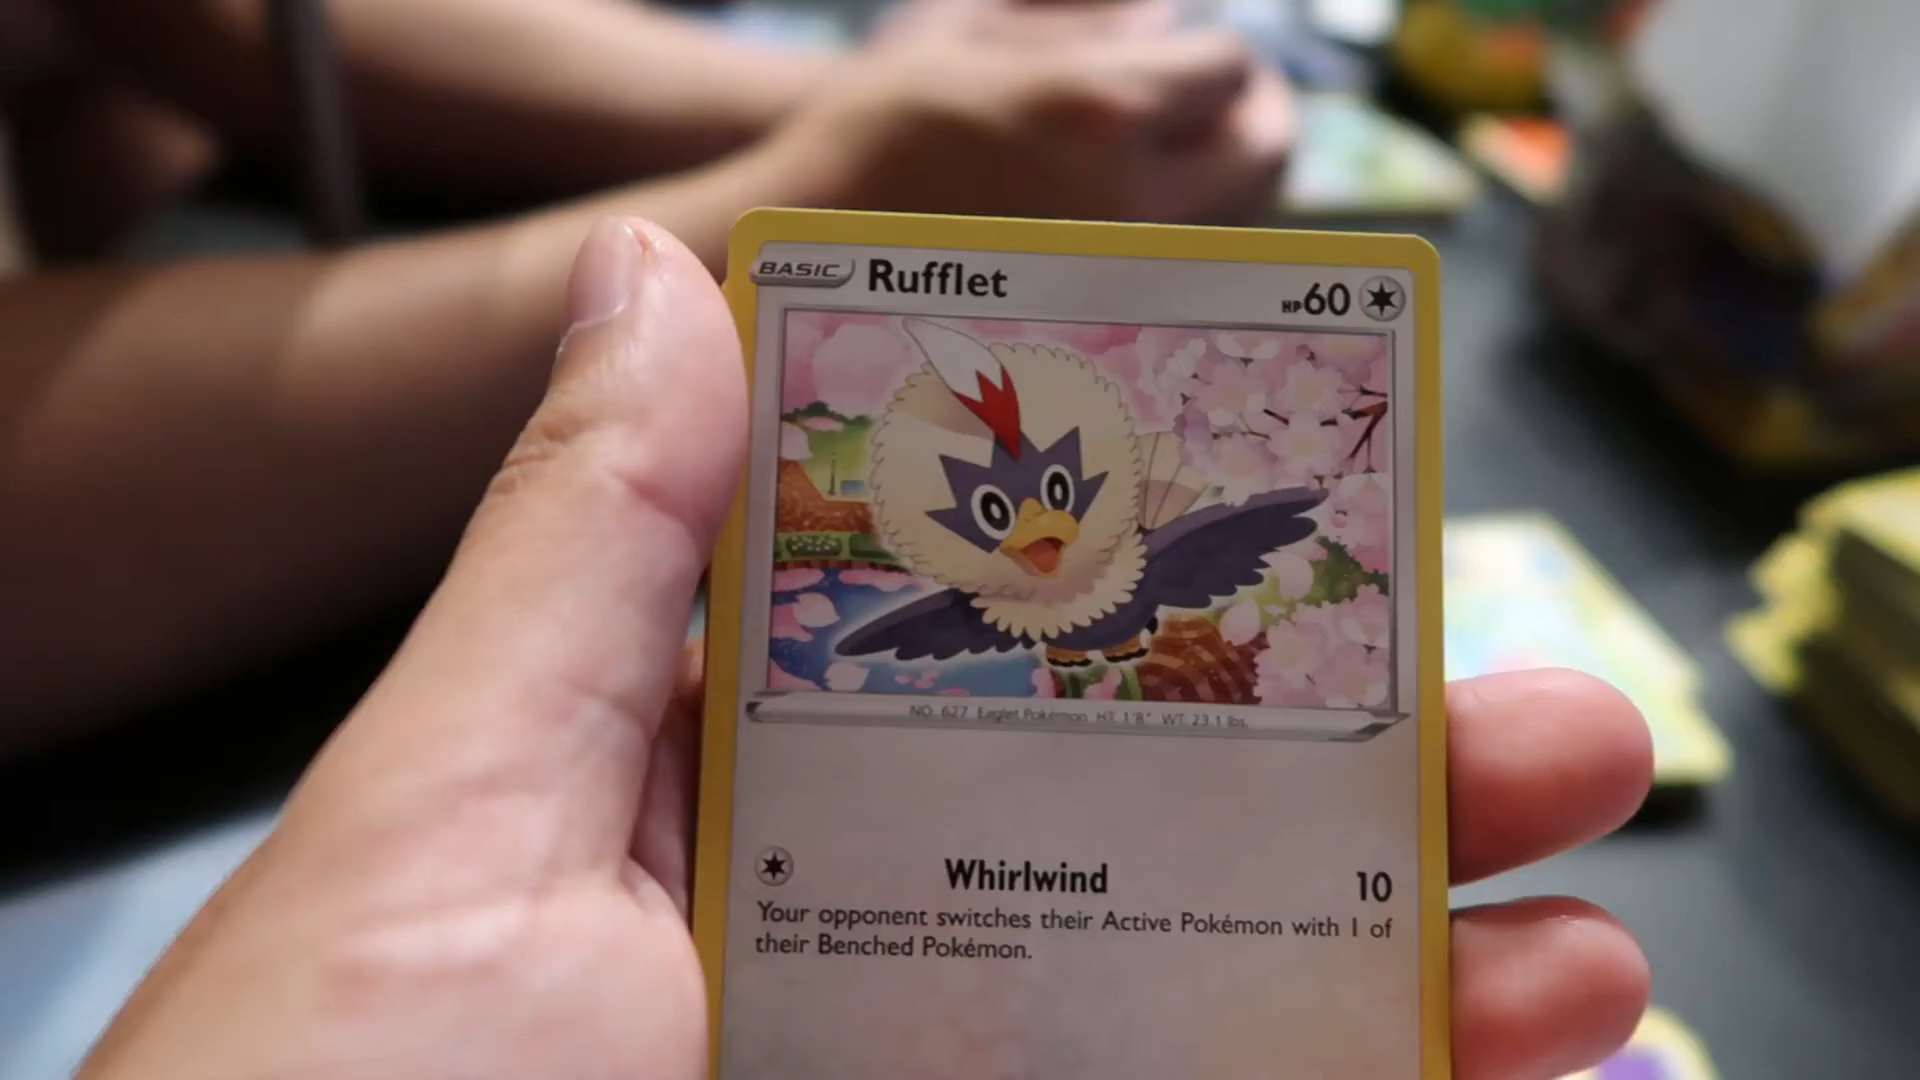 BASIC Rufflet HP60
NO. 627 Eaglet Pokémon HT: 1'8" WT: 23.1 lbs.
Whirlwind 10
Your opponent switches their Active Pokémon with 1 of
their Benched Pokémon.